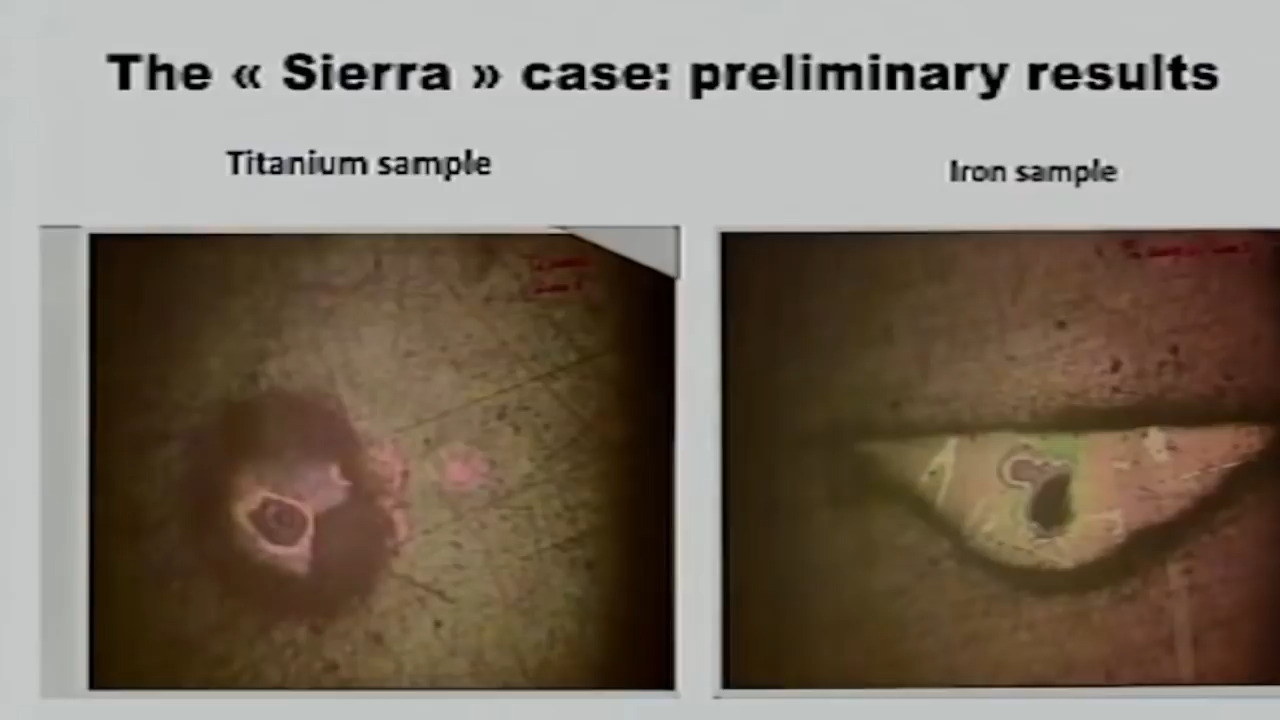 The « Sierra » case: preliminary results
Titanium sample
Iron sample